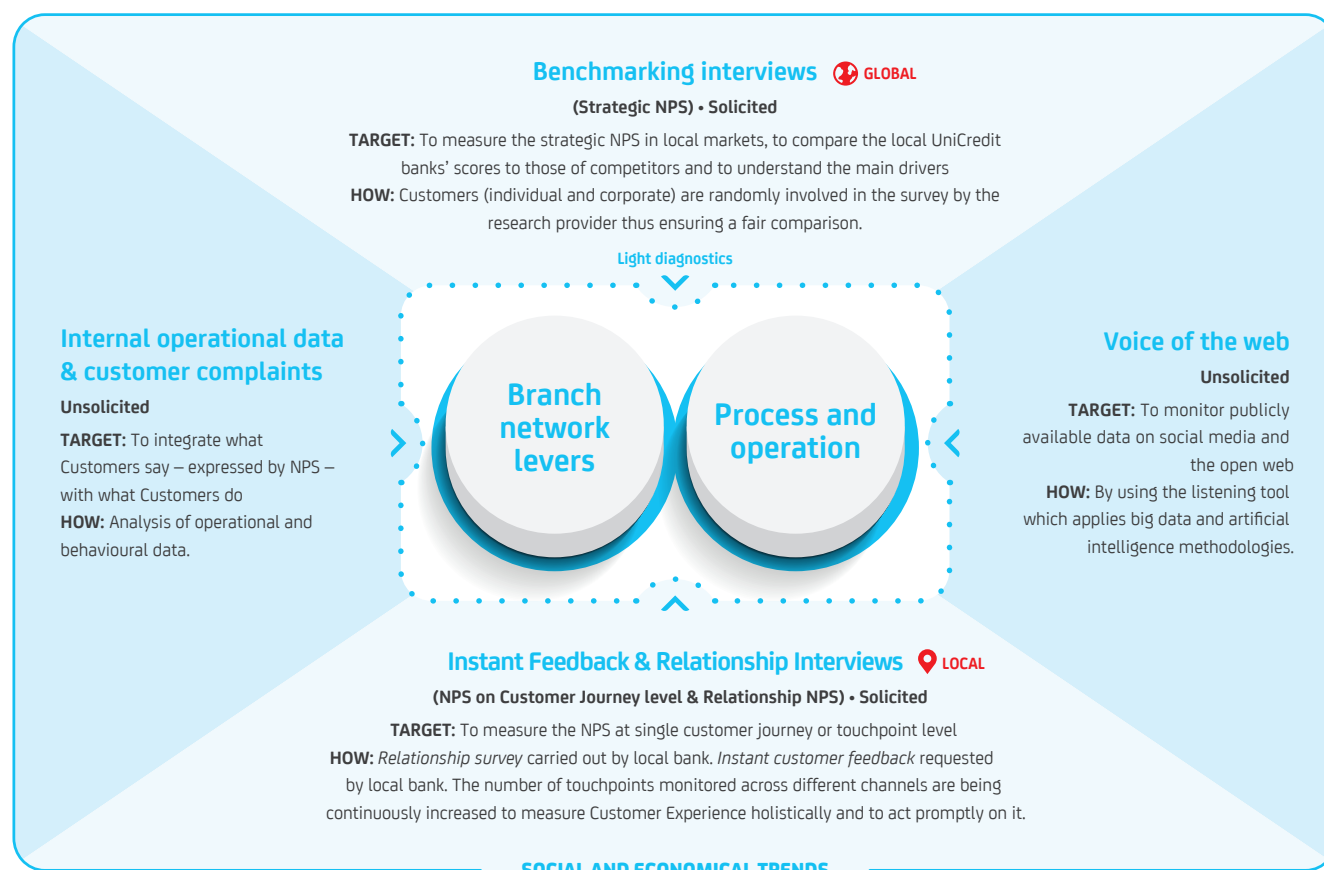 Benchmarking interviews GLOBAL
(Strategic NPS) • Solicited
TARGET: To measure the strategic NPS in local markets, to compare the local UniCredit
banks' scores to those of competitors and to understand the main drivers
HOW: Customers (individual and corporate) are randomly involved in the survey by the
research provider thus ensuring a fair comparison.
Light diagnostics
Internal operational data
& customer complaints
Unsolicited
TARGET: To integrate what
Customers say – expressed by NPS –
with what Customers do
HOW: Analysis of operational and
behavioural data.
Branch
network
levers
Process and
operation
Voice of the web
Unsolicited
TARGET: To monitor publicly
available data on social media and
the open web
HOW: By using the listening tool
which applies big data and artificial
intelligence methodologies.
Instant Feedback & Relationship Interviews LOCAL
(NPS on Customer Journey level & Relationship NPS) • Solicited
TARGET: To measure the NPS at single customer journey or touchpoint level
HOW: Relationship survey carried out by local bank. Instant customer feedback requested
by local bank. The number of touchpoints monitored across different channels are being
continuously increased to measure Customer Experience holistically and to act promptly on it.
SOCIAL AND ECONOMICAL TRENDS